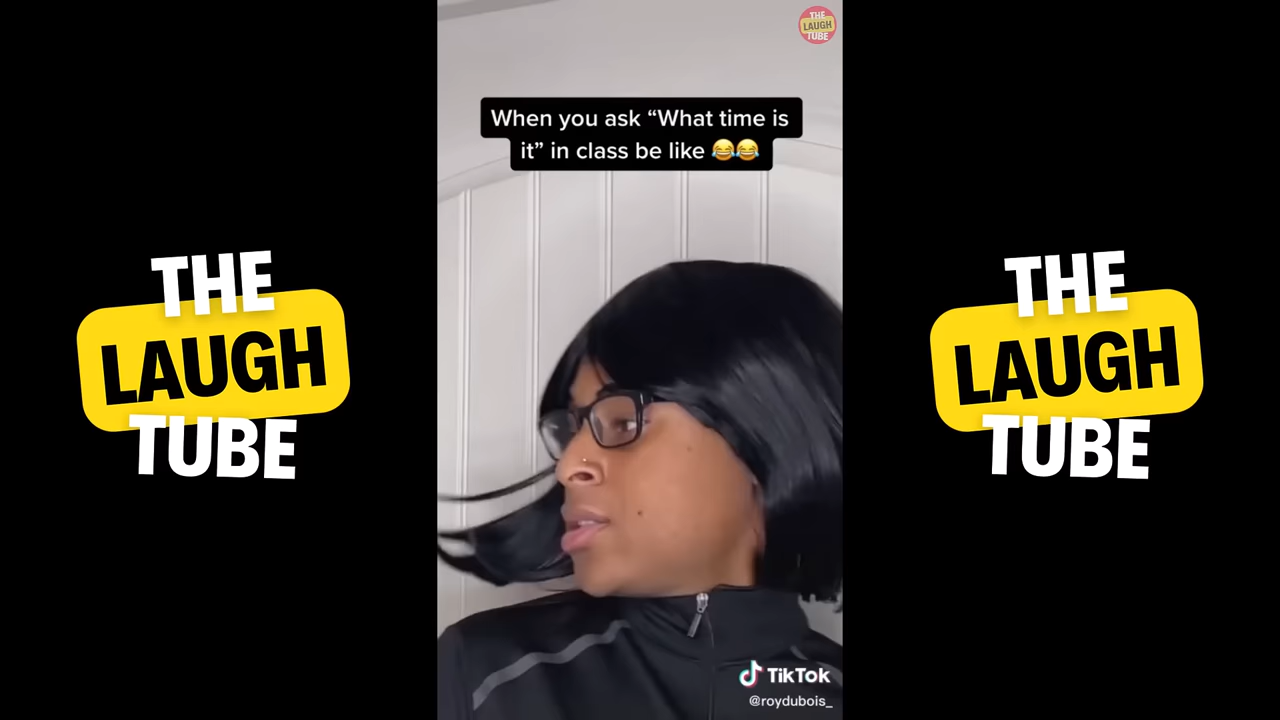 THE
LAUGH
TUBE
When you ask “What time is
it” in class be like 😂😂
THE
LAUGH
TUBE
THE
LAUGH
TUBE
TikTok
@roydubois_